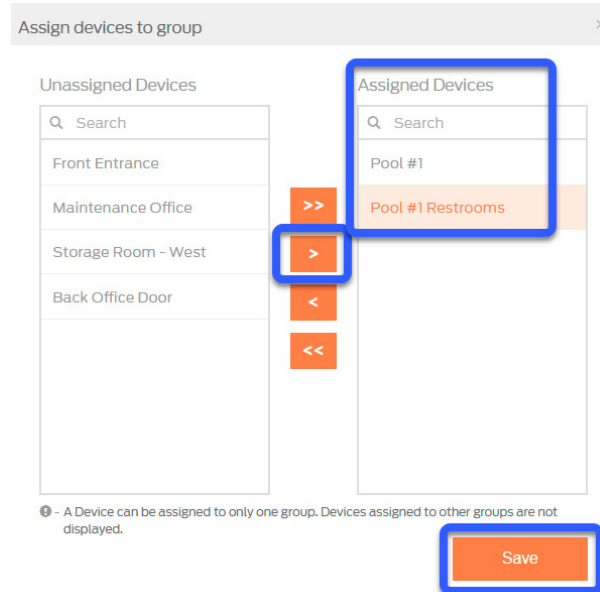 Assign devices to group
Unassigned Devices
Search
Front Entrance
Maintenance Office
Storage Room - West
Back Office Door
>>
>
<
<<
Assigned Devices
Search
Pool #1
Pool #1 Restrooms
- A Device can be assigned to only one group. Devices assigned to other groups are not
displayed.
Save